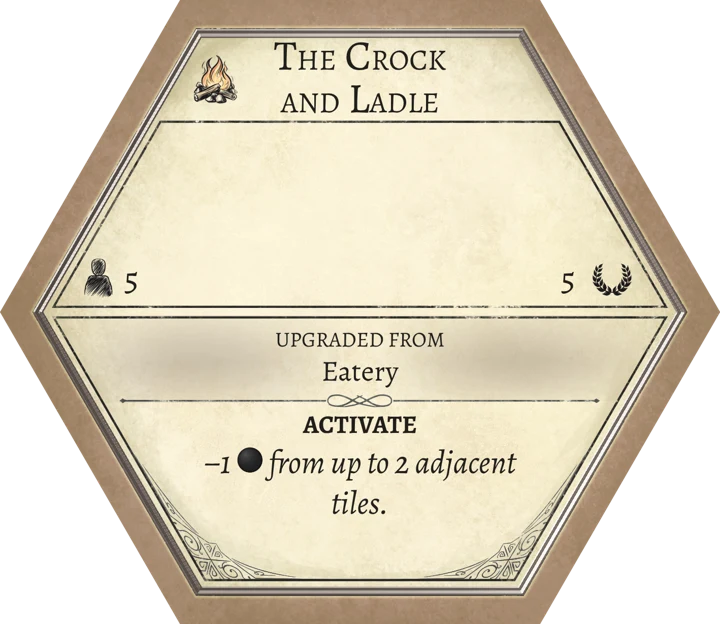 The Crock
and Ladle
5
5
UPGRADED FROM
Eatery
ACTIVATE
–1 from up to 2 adjacent
tiles.